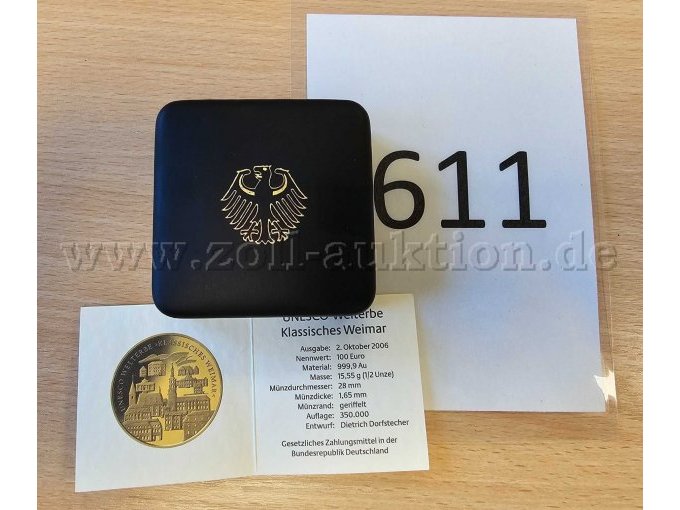 611
www.zoll-auktion.de
UNESCO WELTERBE »KLASSISCHES WEIMAR«
UNESCO Welterbe
Klassisches Weimar
Ausgabe: 2. Oktober 2006
Nennwert: 100 Euro
Material: 999,9 Au
Masse: 15,55 g (1/2 Unze)
Münzdurchmesser: 28 mm
Münzdicke: 1,65 mm
Münzrand: geriffelt
Auflage: 350.000
Entwurf: Dietrich Dorfstecher
Gesetzliches Zahlungsmittel in der
Bundesrepublik Deutschland